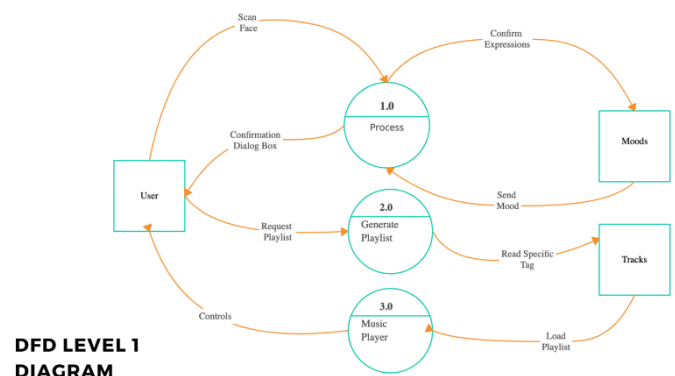 Scan
Face
Confirm
Expressions
1.0
Process
Confirmation
Dialog Box
Moods
User
Send
Mood
2.0
Generate
Playlist
Request
Playlist
Read Specific
Tag
Tracks
3.0
Music
Player
Controls
Load
Playlist
DFD LEVEL 1
DIAGRAM